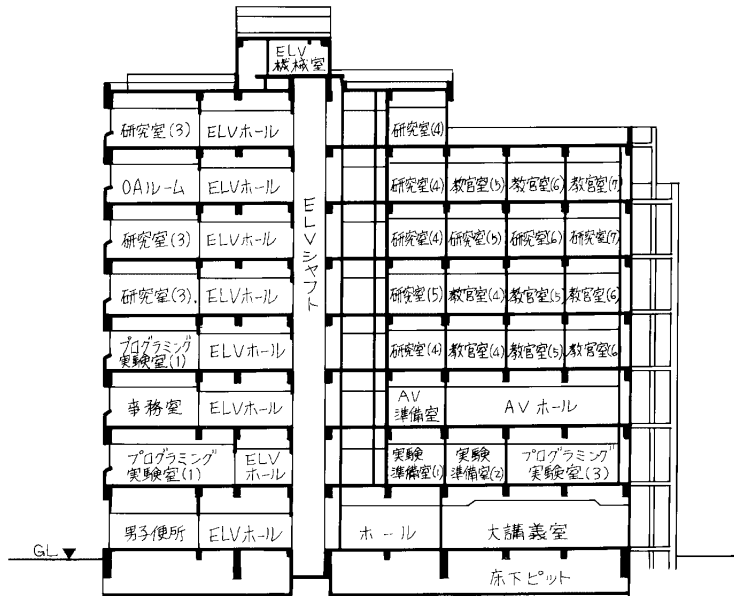 ELV
機械室
研究室(3) ELVホール 研究室(4)
OAルーム ELVホール 研究室(4) 教官室(5) 教官室(6) 教官室(7)
ELVシャフト
研究室(3) ELVホール 研究室(4) 研究室(5) 研究室(6) 研究室(7)
研究室(3) ELVホール 研究室(5) 教官室(4) 教官室(5) 教官室(6)
プログラミング
実験室(1) ELVホール 研究室(4) 教官室(4) 教官室(5) 教官室(6)
事務室 ELVホール
AV
準備室
AVホール
プログラミング
実験室(1)
ELV
ホール
実験
準備室(1)
実験
準備室(2)
プログラミング
実験室(3)
男子便所 ELVホール ホール 大講義室
GL
床下ピット